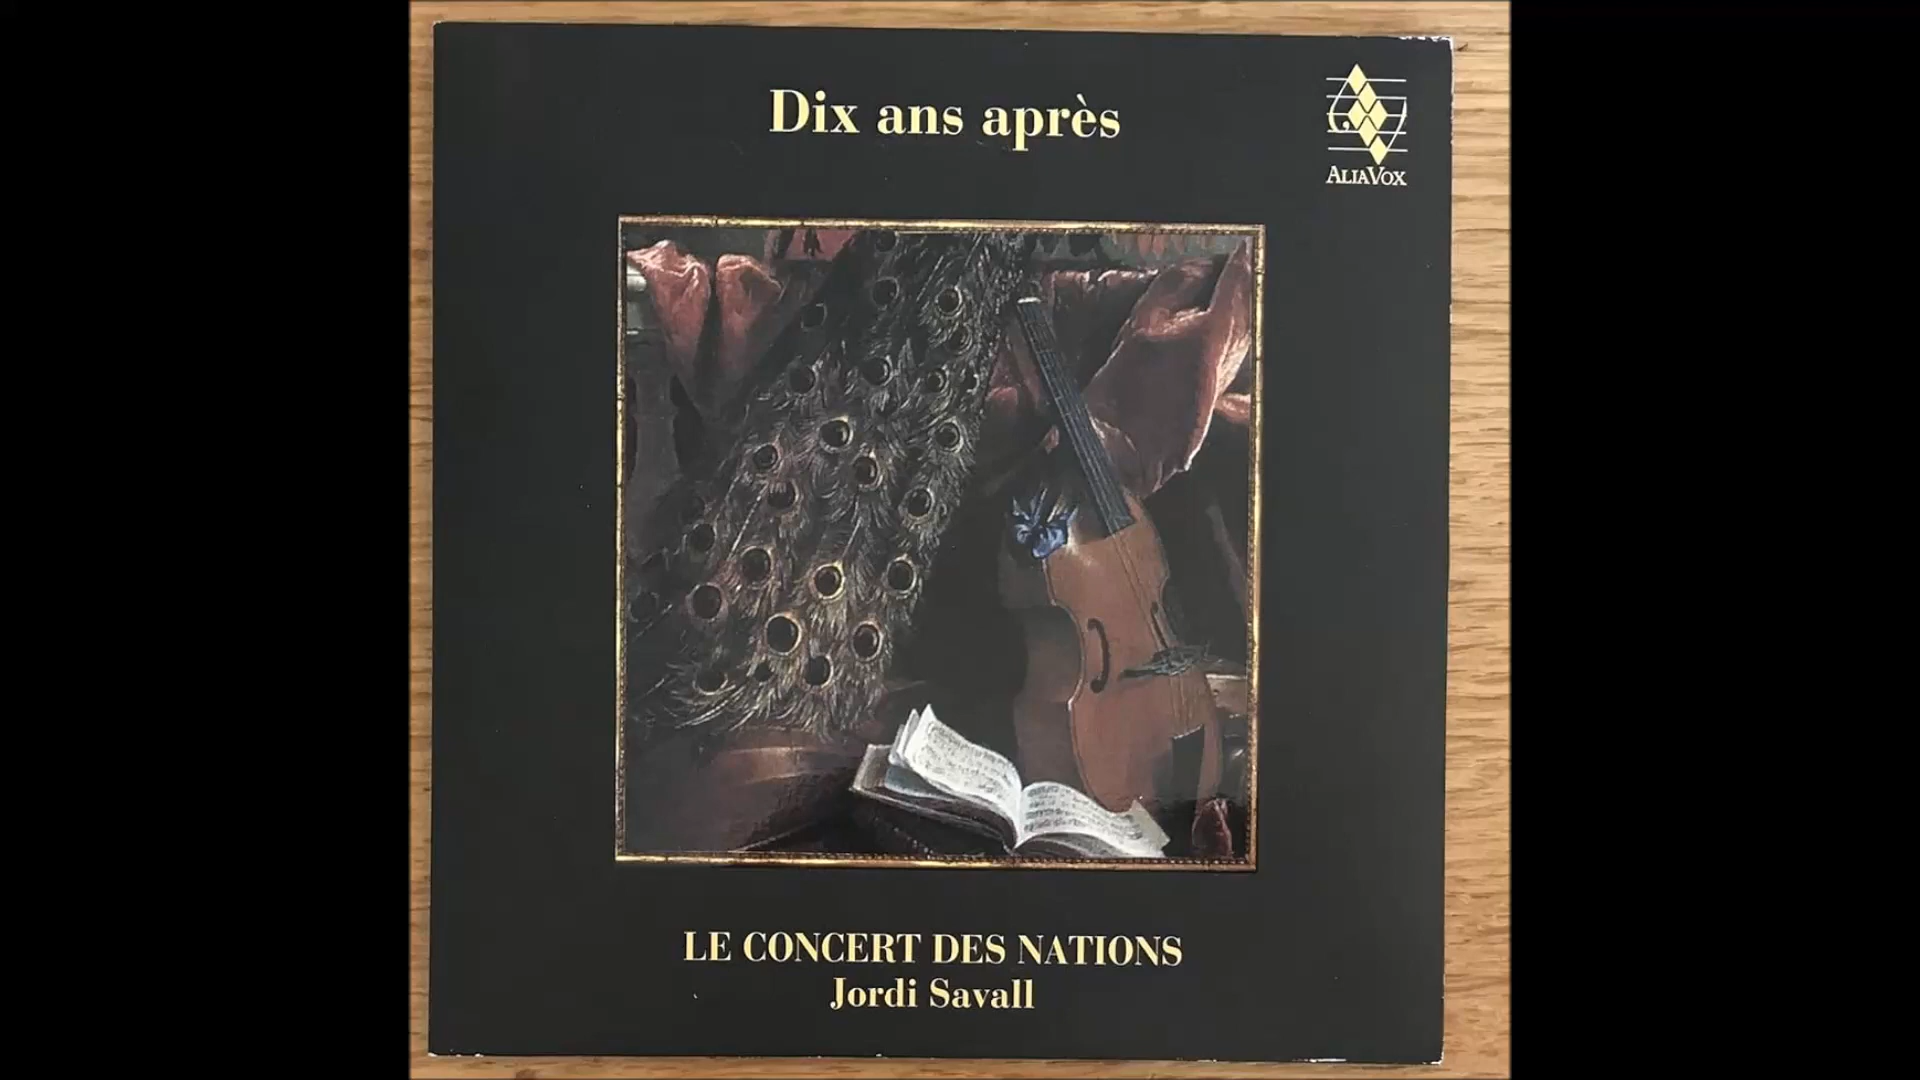 Dix ans après
ALIAVOX
LE CONCERT DES NATIONS
Jordi Savall